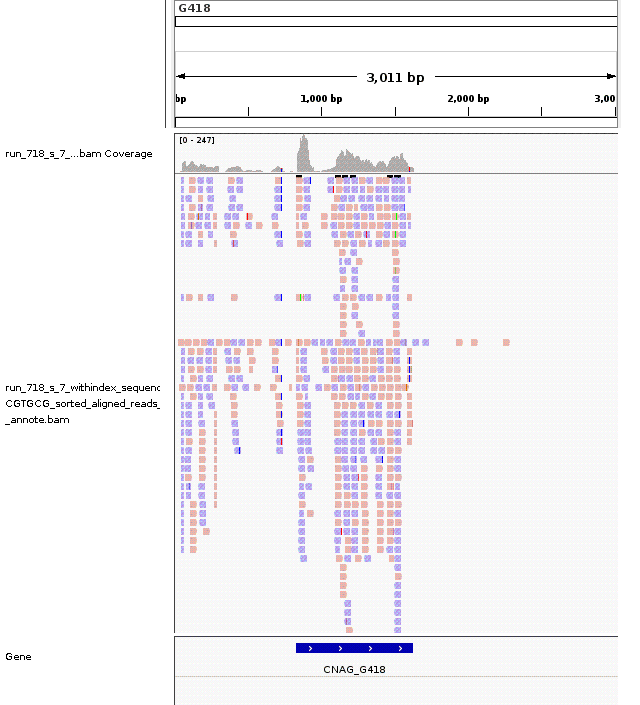 G418
3,011 bp
bp 1,000 bp 2,000 bp 3,00
[0 - 247]
run_718_s_7_...bam Coverage
run_718_s_7_withindex_sequenc
CGTGCG_sorted_aligned_reads_
_annote.bam
Gene
CNAG_G418